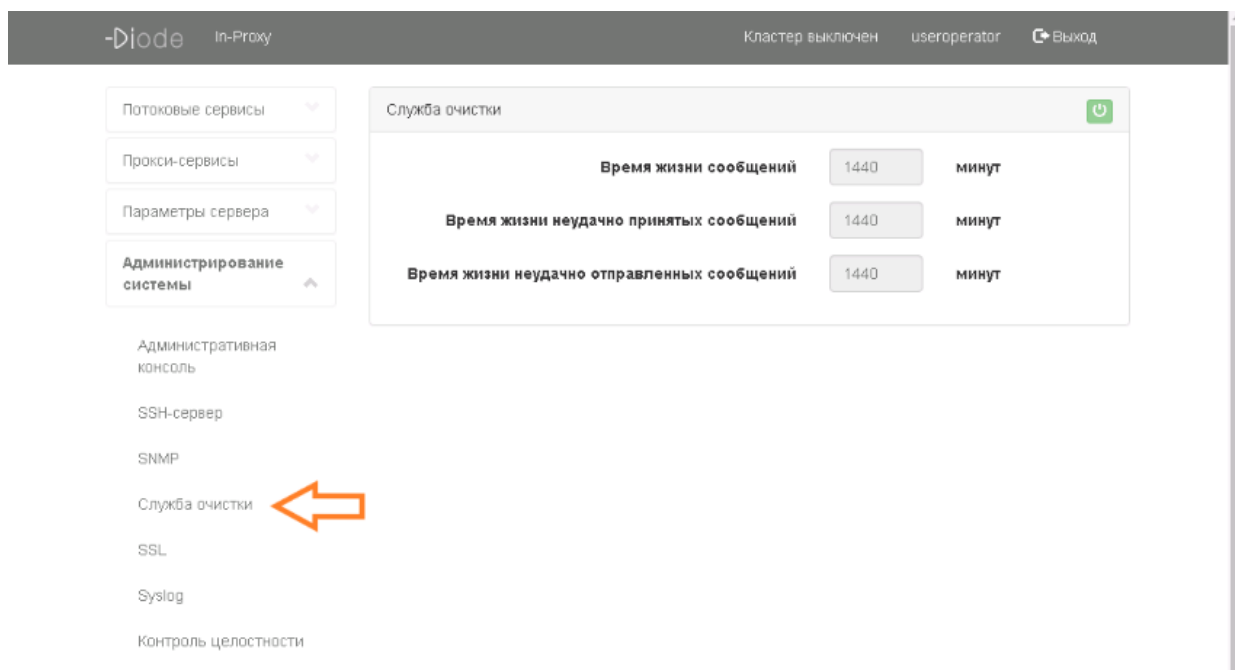 -Diode In-Proxy Кластер выключен useroperator Выход
Потоковые сервисы
Прокси-сервисы
Параметры сервера
Администрирование
системы
Административная
консоль
SSH-сервер
SNMP
Служба очистки
SSL
Syslog
Контроль целостности
Служба очистки
Время жизни сообщений 1440 минут
Время жизни неудачно принятых сообщений 1440 минут
Время жизни неудачно отправленных сообщений 1440 минут